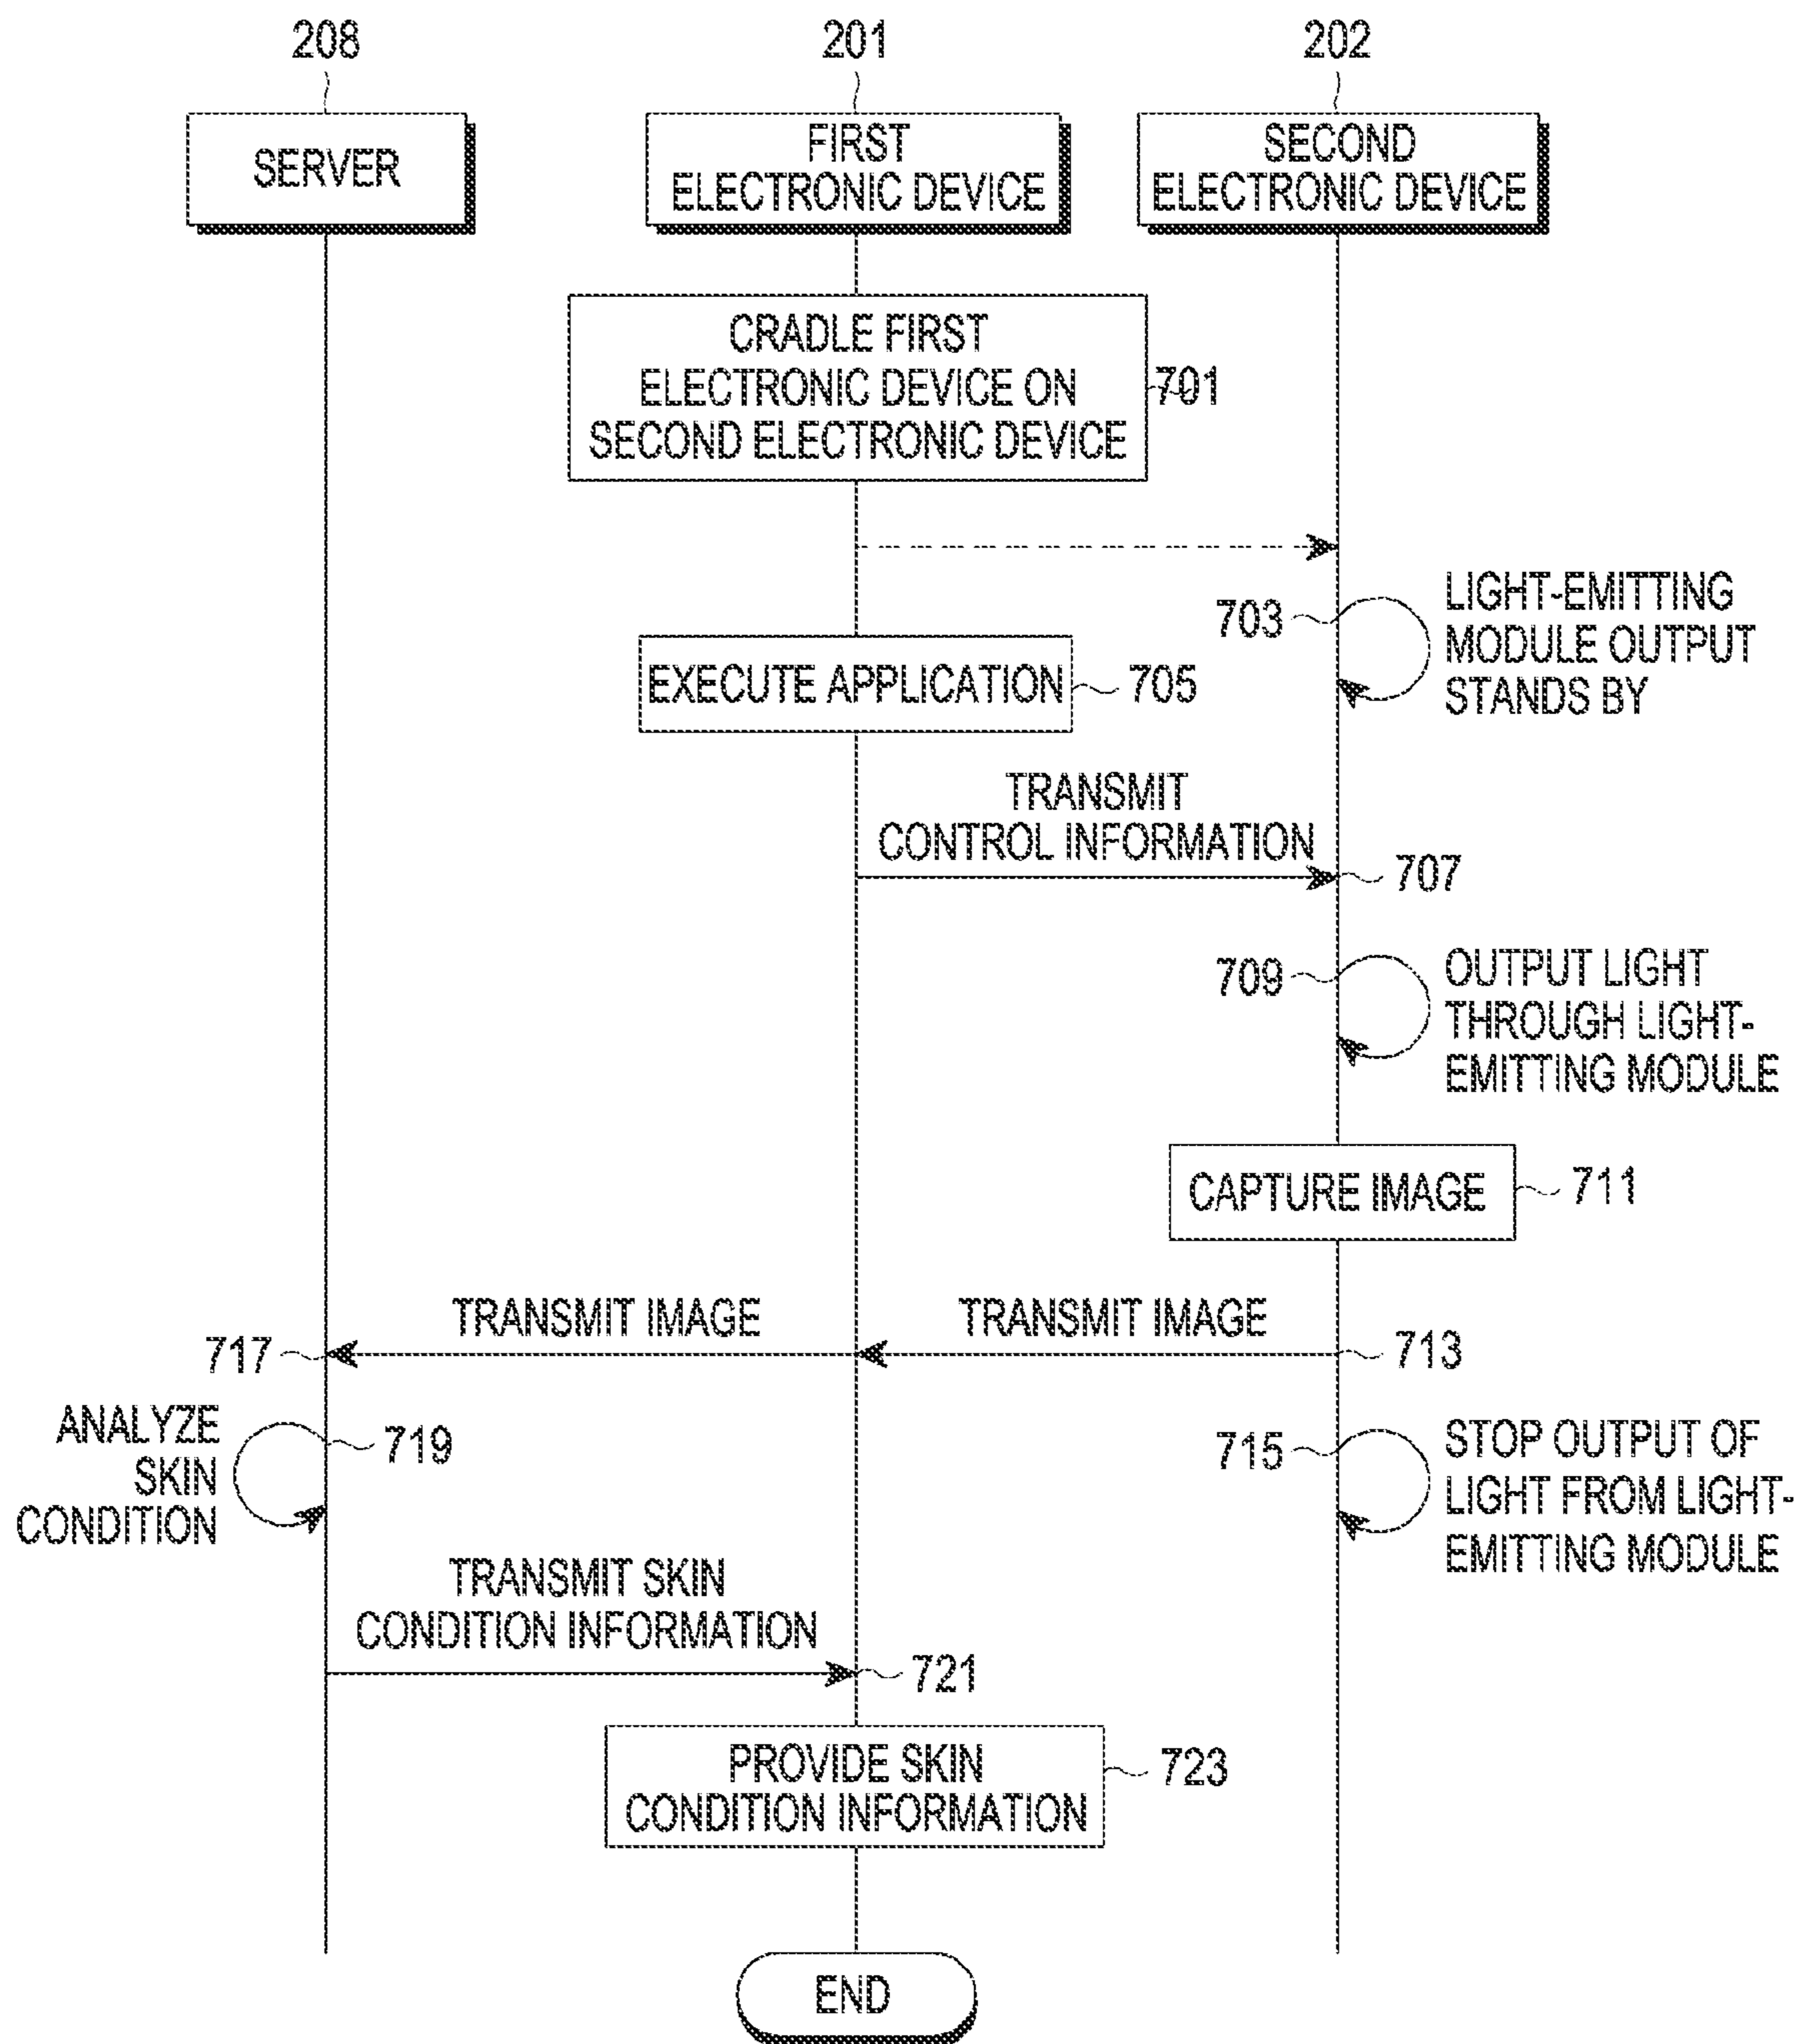 208
201
202
SERVER
FIRST
ELECTRONIC DEVICE
SECOND
ELECTRONIC DEVICE
CRADLE FIRST
ELECTRONIC DEVICE ON
SECOND ELECTRONIC DEVICE
701
703
LIGHT-EMITTING
MODULE OUTPUT
STANDS BY
EXECUTE APPLICATION
705
TRANSMIT
CONTROL INFORMATION
707
709
OUTPUT LIGHT
THROUGH LIGHT-
EMITTING MODULE
CAPTURE IMAGE
711
TRANSMIT IMAGE
TRANSMIT IMAGE
717
713
ANALYZE
SKIN
CONDITION
719
715
STOP OUTPUT OF
LIGHT FROM LIGHT-
EMITTING MODULE
TRANSMIT SKIN
CONDITION INFORMATION
721
PROVIDE SKIN
CONDITION INFORMATION
723
END